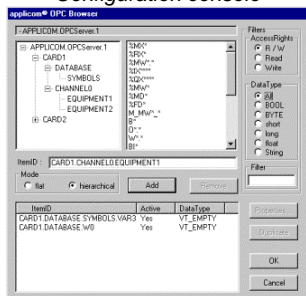 Configuration console
applicom® OPC Browser
- APPLICOM.OPCServer.1
APPLICOM.OPCServer.1
CARD1
DATABASE
SYMBOLS
CHANNEL0
EQUIPMENT1
EQUIPMENT2
CARD2
%MX*
%RX*
%MW*.*
%IX*
%QX*
%MW*
%MD*
%FD*
M_MW*_*
B*
O*.*
W*
BI*
Filters
AccessRights
R / W
Read
Write
DataType
All
BOOL
BYTE
short
long
float
String
Filter
ItemID : CARD1.CHANNEL0.EQUIPMENT1
Mode
flat
hierarchical
Add
Remove
ItemID Active DataType
CARD1.DATABASE.SYMBOLS.VAR3 Yes VT_EMPTY
CARD1.DATABASE.W0 Yes VT_EMPTY
Properties
Duplicate
OK
Cancel